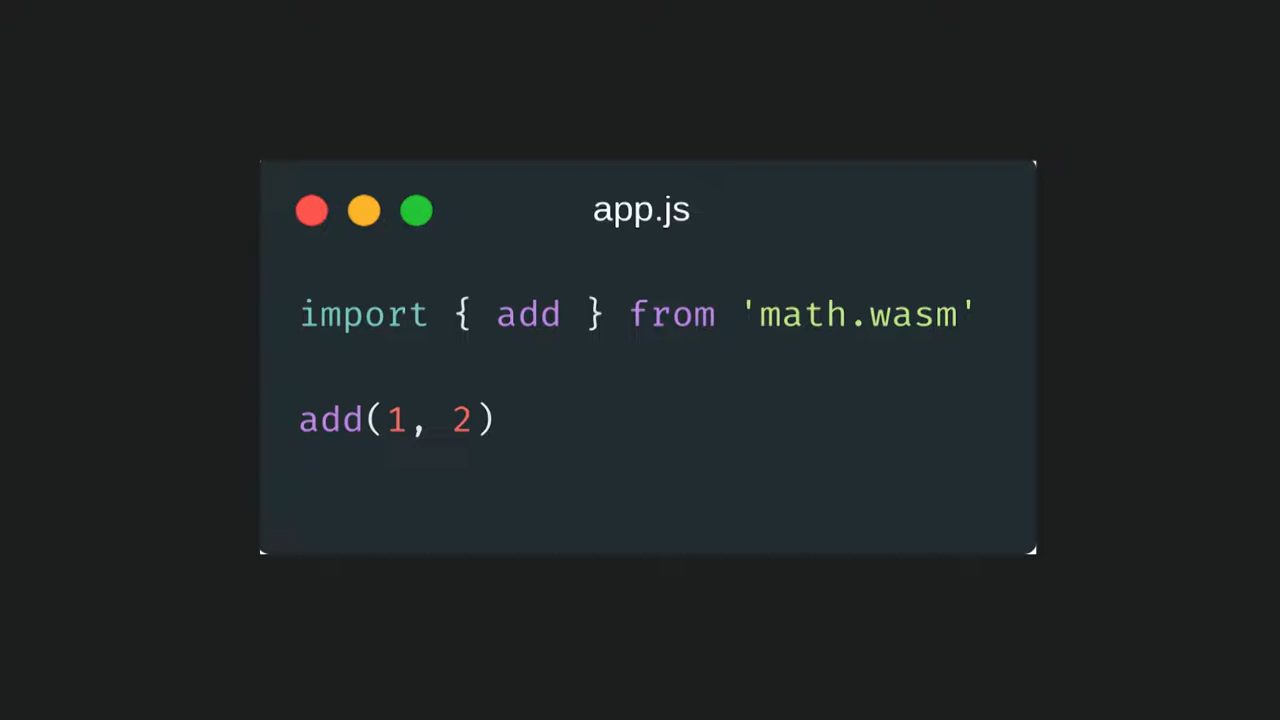 app.js
import { add } from 'math.wasm'
add(1, 2)